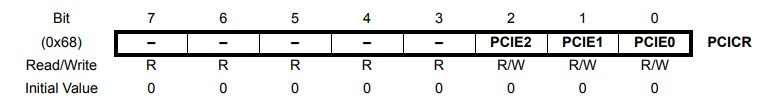 Bit 7 6 5 4 3 2 1 0
(0x68) – – – – – PCIE2 PCIE1 PCIE0 PCICR
Read/Write R R R R R R/W R/W R/W
Initial Value 0 0 0 0 0 0 0 0